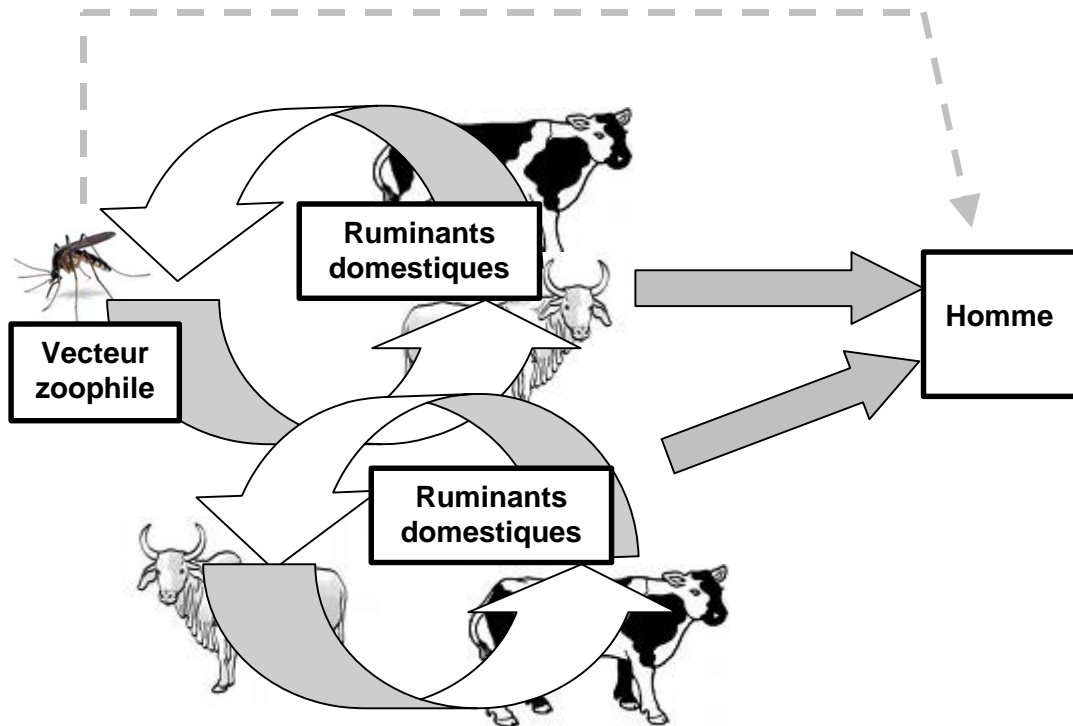 Ruminants
domestiques
Vecteur
zoophile
Homme
Ruminants
domestiques